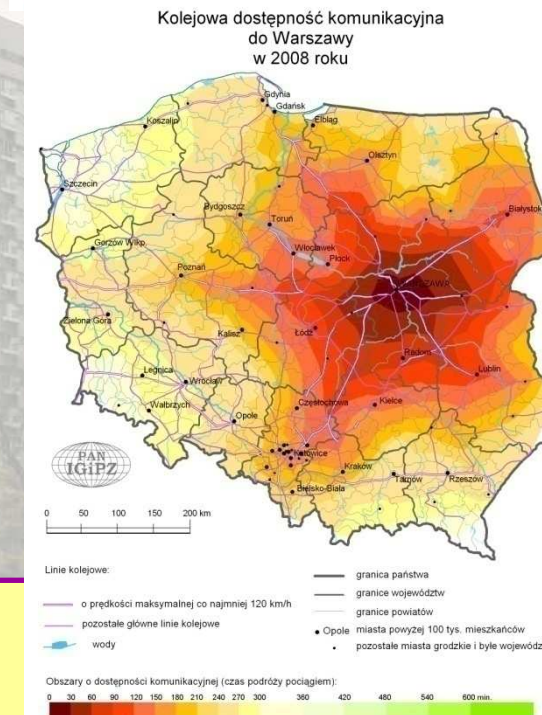 Kolejowa dostępność komunikacyjna
do Warszawy
w 2008 roku
Gdynia
Gdańsk
Koszalin
Elbląg
Olsztyn
Szczecin
Białystok
Bydgoszcz
Toruń
Gorzów Wlkp.
Włocławek
Płock
Poznań
WARSZAWA
Zielona Góra
Kalisz
Łódź
Radom
Lublin
Legnica
Wrocław
Wałbrzych
Opole
Częstochowa
Kielce
Katowice
Kraków
Tarnów
Rzeszów
Bielsko-Biała
PAN
IGiPZ
0 50 100 150 200 km
Linie kolejowe:
o prędkości maksymalnej co najmniej 120 km/h
pozostałe główne linie kolejowe
wody
granica państwa
granice województw
granice powiatów
Opole miasta powyżej 100 tys. mieszkańców
pozostałe miasta grodzkie i byłe wojewódz
Obszary o dostępności komunikacyjnej (czas podróży pociągiem):
0 30 60 90 120 150 180 210 240 270 300 360 420 480 540 600 min.